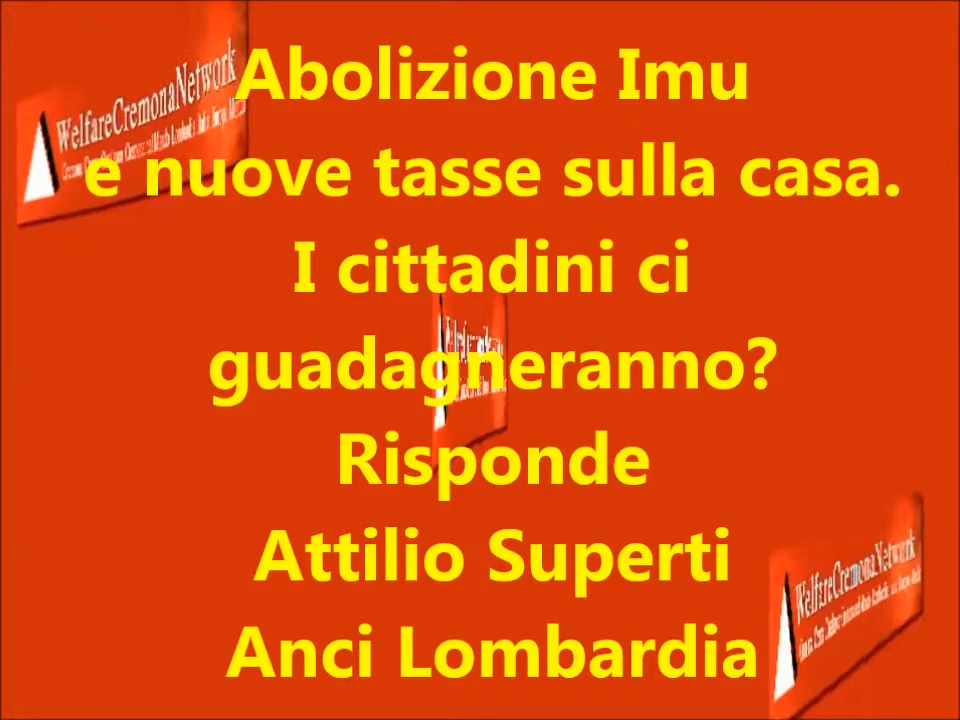 WelfareCremonaNetwork
Abolizione Imu
e nuove tasse sulla casa.
I cittadini ci
guadagneranno?
Risponde
Attilio Superti
Anci Lombardia
WelfareCremonaNetwork